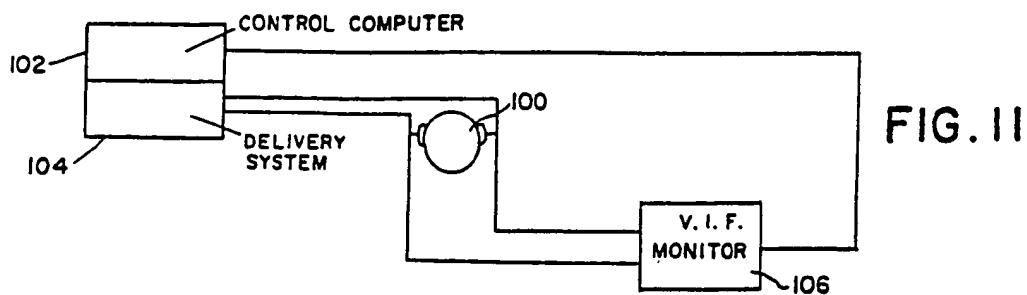 CONTROL COMPUTER
102
100
DELIVERY
SYSTEM
104
FIG. 11
V. I. F.
MONITOR
106